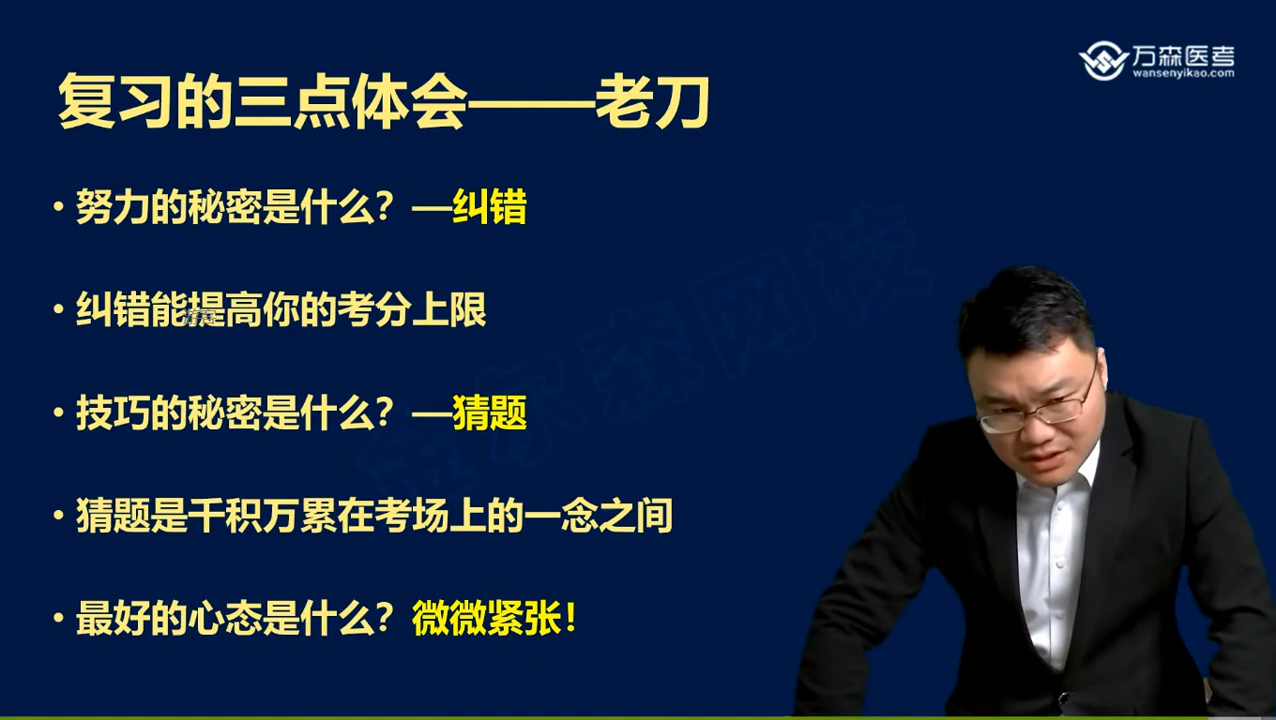 万森医考
wansenyikao.com
复习的三点体会——老刀
• 努力的秘密是什么？—纠错
• 纠错能提高你的考分上限
• 技巧的秘密是什么？—猜题
• 猜题是千积万累在考场上的一念之间
• 最好的心态是什么？微微紧张！